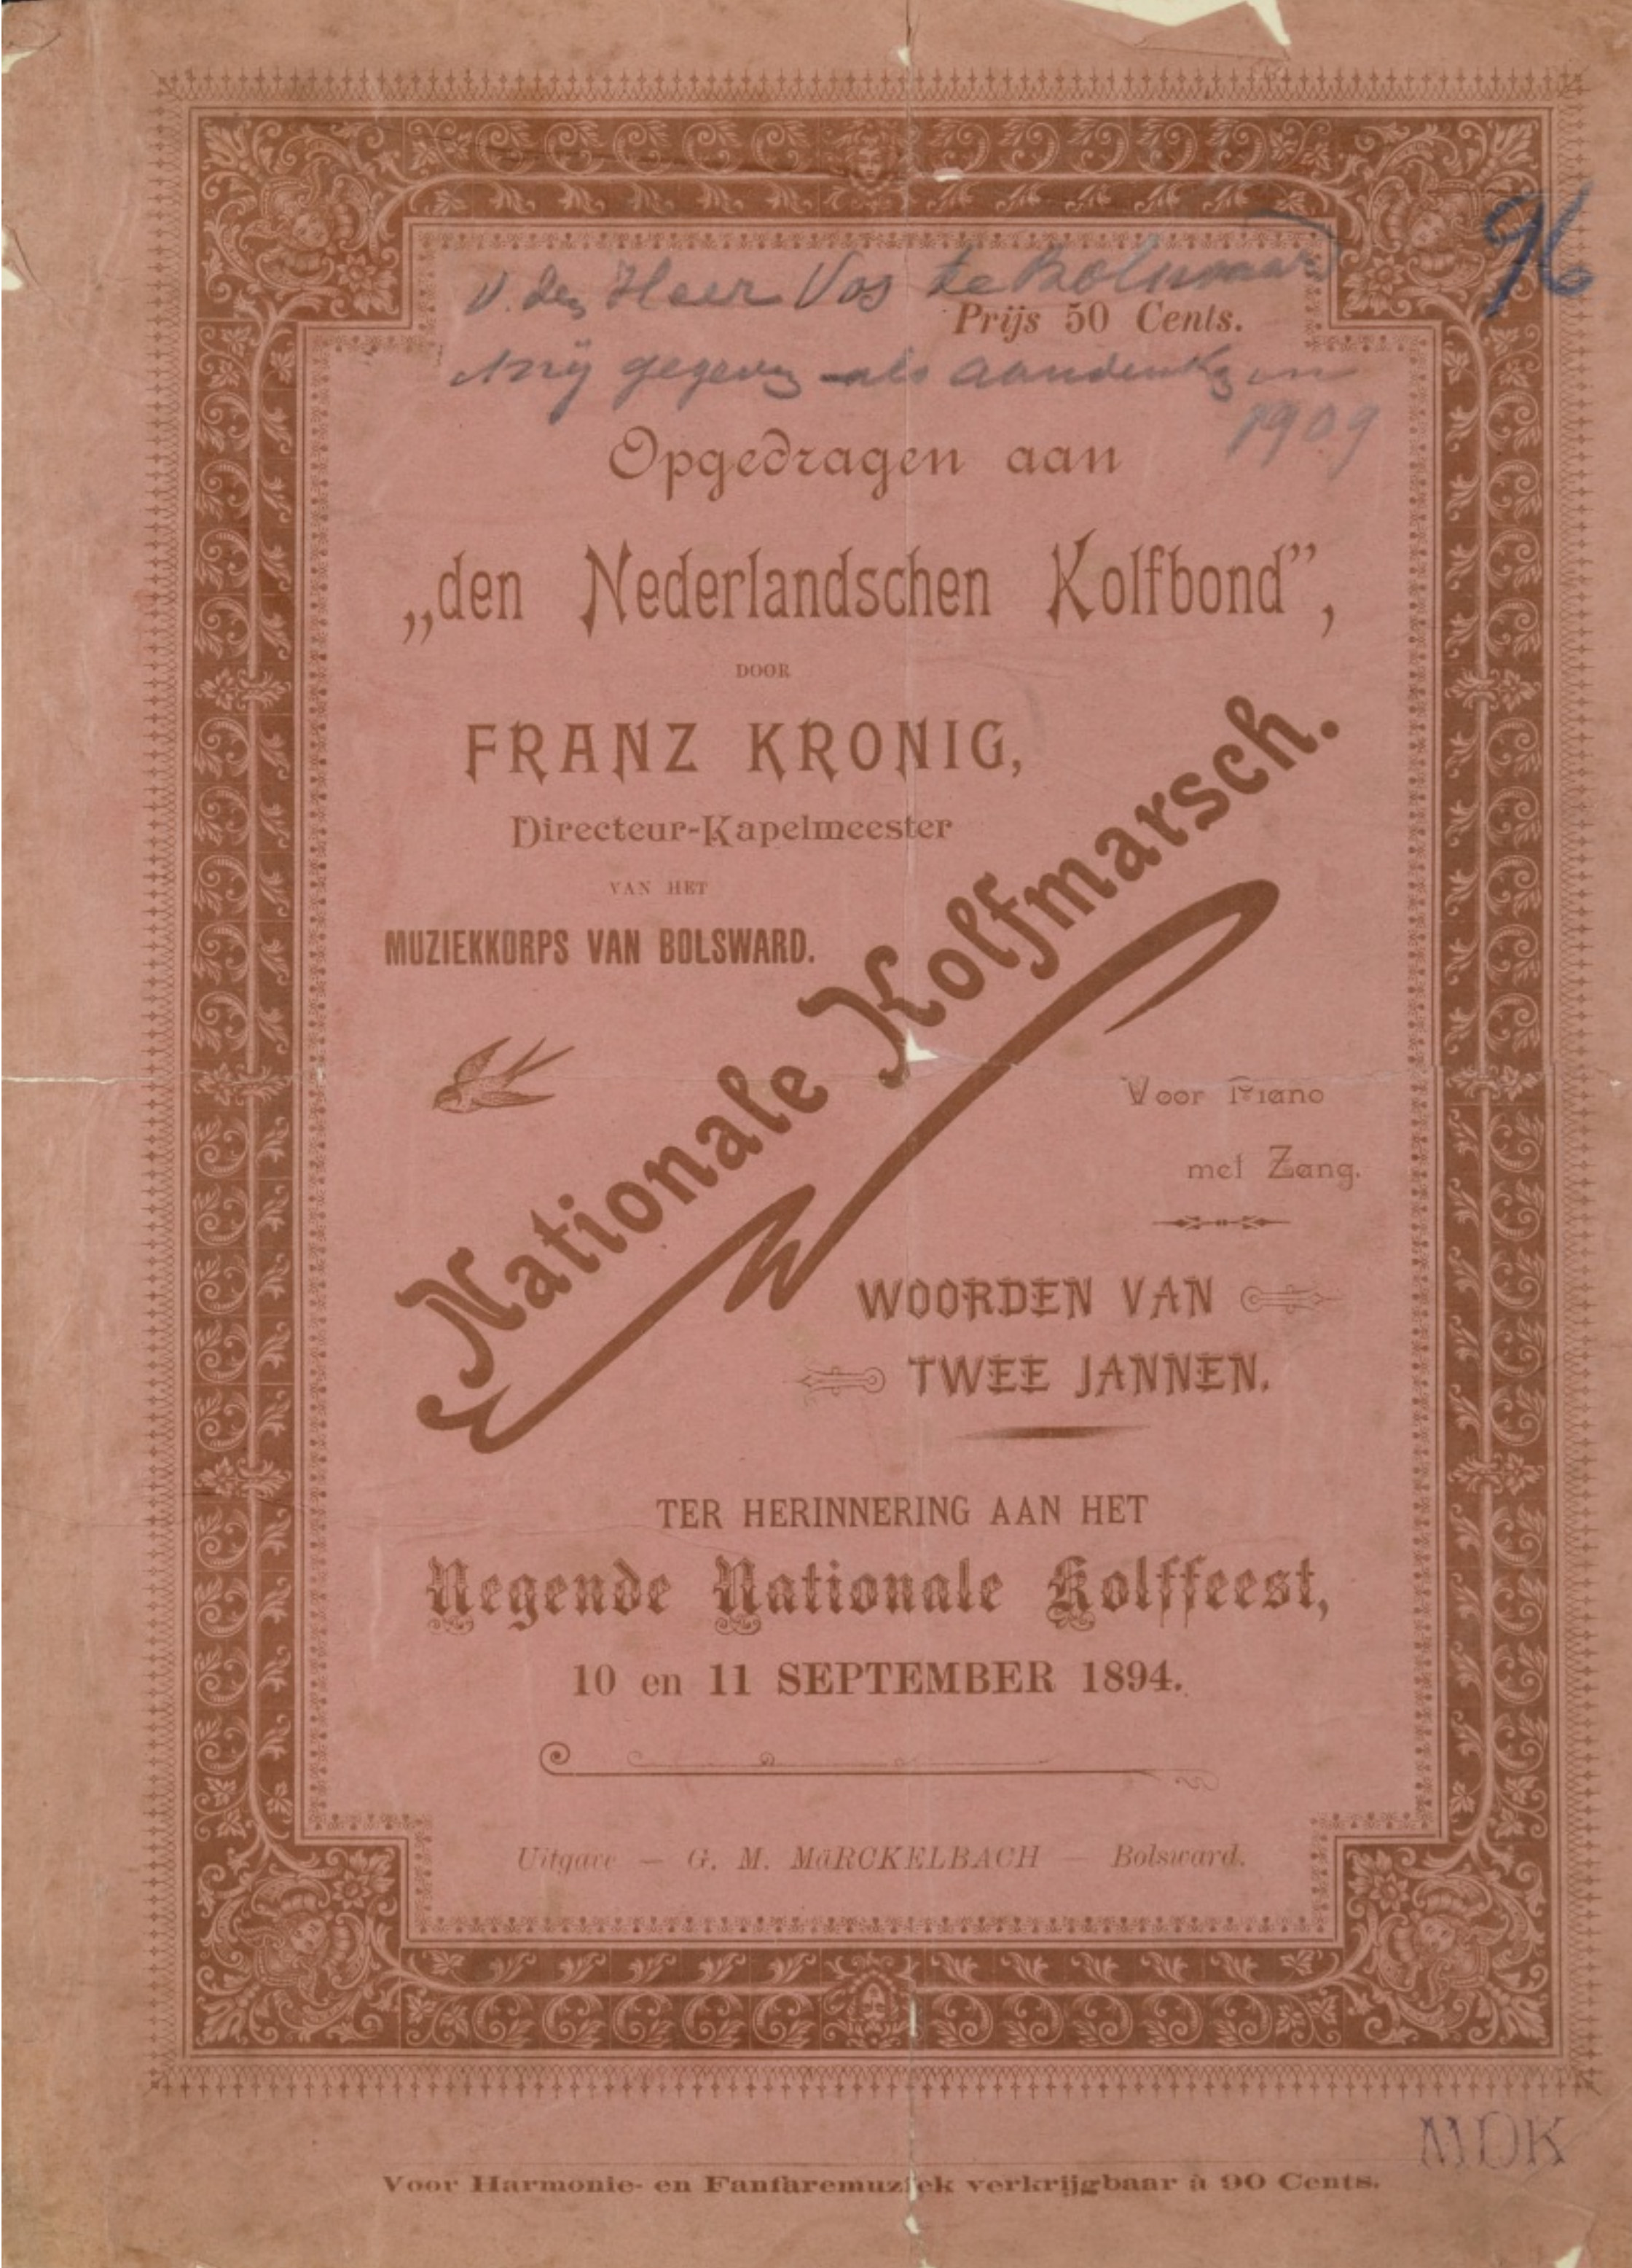 96
V. den Heer Vos te
Prijs 50 Cents.
mij gegeven als aandenken
1909
Opgedragen aan
„den Nederlandschen Kolfbond”,
DOOR
FRANZ KRONIG,
Directeur-Kapelmeester
VAN HET
MUZIEKKORPS VAN BOLSWARD.
Nationale Kolfmarsch.
Voor Piano
met Zang.
WOORDEN VAN
TWEE JANNEN.
TER HERINNERING AAN HET
Negende Nationale Kolffeest,
10 en 11 SEPTEMBER 1894.
Uitgave — G. M. MäRCKELBACH — Bolsward.
MDK
Voor Harmonie- en Fanfaremuziek verkrijgbaar à 90 Cents.